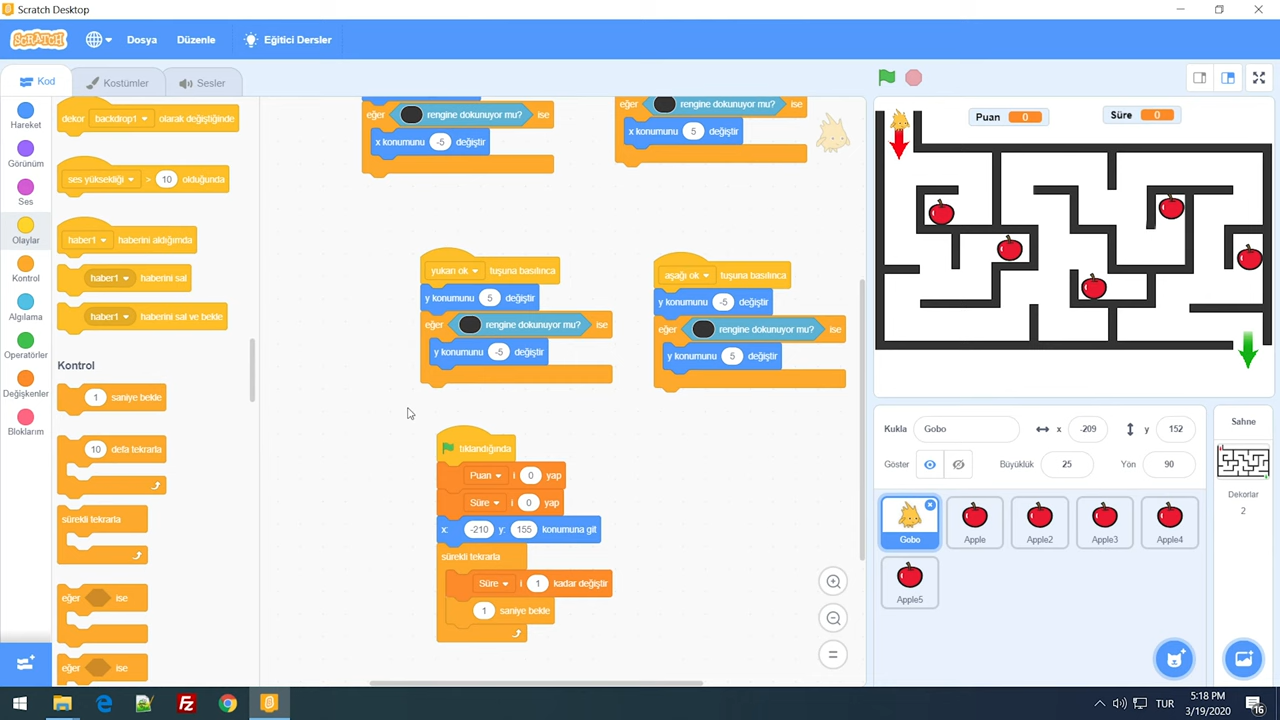 Scratch Desktop
SCRATCH
Dosya
Düzenle
Eğitici Dersler
Kod
Kostümler
Sesler
Hareket
Görünüm
Ses
Olaylar
Kontrol
Algılama
Operatörler
Değişkenler
Bloklarım
dekor backdrop1 olarak değiştiğinde
ses yüksekliği > 10 olduğunda
haber1 haberini aldığımda
haber1 haberini sal
haber1 haberini sal ve bekle
Kontrol
1 saniye bekle
10 defa tekrarla
sürekli tekrarla
eğer ise
eğer ise
eğer rengine dokunuyor mu? ise
x konumunu -5 değiştir
eğer rengine dokunuyor mu? ise
x konumunu 5 değiştir
yukarı ok tuşuna basılınca
y konumunu 5 değiştir
eğer rengine dokunuyor mu? ise
y konumunu -5 değiştir
aşağı ok tuşuna basılınca
y konumunu -5 değiştir
eğer rengine dokunuyor mu? ise
y konumunu 5 değiştir
tıklandığında
Puan i 0 yap
Süre i 0 yap
x: -210 y: 155 konumuna git
sürekli tekrarla
Süre i 1 kadar değiştir
1 saniye bekle
Puan 0
Süre 0
Kukla Gobo x -209 y 152
Göster Büyüklük 25 Yön 90
Gobo
Apple
Apple2
Apple3
Apple4
Apple5
Sahne
Dekorlar
2
TUR
5:18 PM
3/19/2020
16